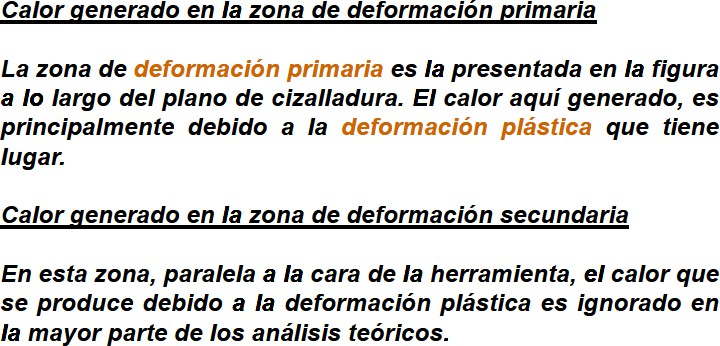 Calor generado en la zona de deformación primaria
La zona de deformación primaria es la presentada en la figura
a lo largo del plano de cizalladura. El calor aquí generado, es
principalmente debido a la deformación plástica que tiene
lugar.
Calor generado en la zona de deformación secundaria
En esta zona, paralela a la cara de la herramienta, el calor que
se produce debido a la deformación plástica es ignorado en
la mayor parte de los análisis teóricos.